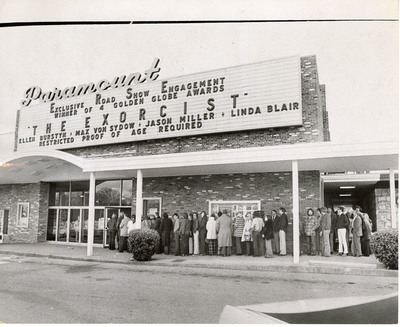 Paramount
EXCLUSIVE ROAD SHOW ENGAGEMENT
WINNER OF 4 GOLDEN GLOBE AWARDS
"THE EXORCIST"
ELLEN BURSTYN • MAX VON SYDOW • JASON MILLER • LINDA BLAIR
RESTRICTED PROOF OF AGE REQUIRED